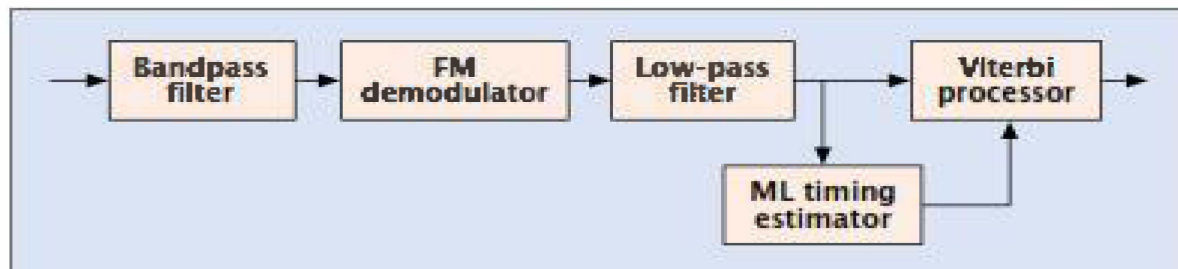 Bandpass
filter
FM
demodulator
Low-pass
filter
Viterbi
processor
ML timing
estimator